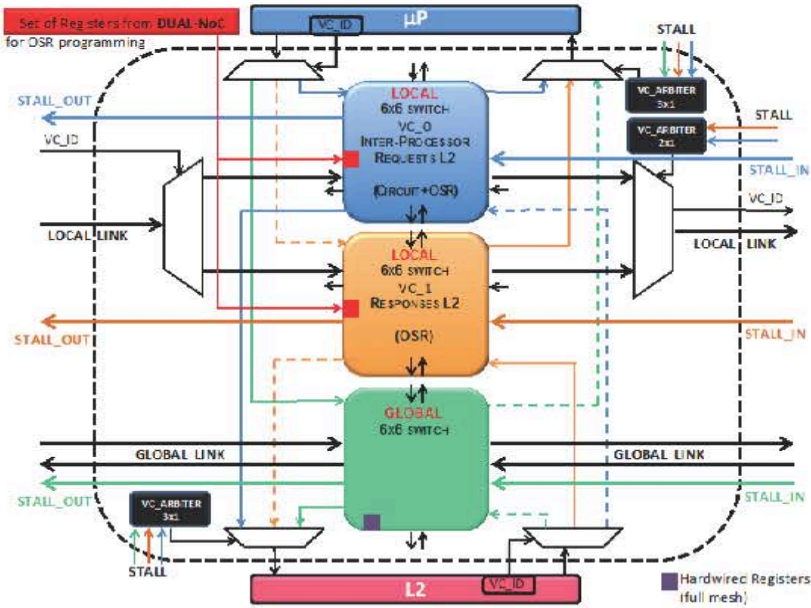 Set of Registers from DUAL-NoC
for OSR programming
VC_ID
μP
STALL
VC_ARBITER
3x1
VC_ARBITER
2x1
STALL
STALL_OUT
VC_ID
LOCAL
6X6 SWITCH
VC_0
INTER-PROCESSOR
REQUESTS L2
(CIRCUIT+OSR)
STALL_IN
VC_ID
LOCAL LINK
LOCAL LINK
LOCAL
6X6 SWITCH
VC_1
RESPONSES L2
(OSR)
STALL_OUT
STALL_IN
GLOBAL
6X6 SWITCH
GLOBAL LINK
GLOBAL LINK
STALL_OUT
STALL_IN
VC_ARBITER
3x1
STALL
L2
VC_ID
Hardwired Registers
(full mesh)